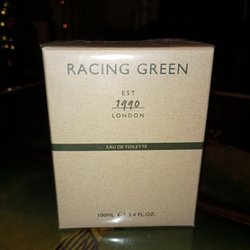 RACING GREEN
EST
1990
LONDON
EAU DE TOILETTE
100ML ℮ 3.4 FL.OZ.